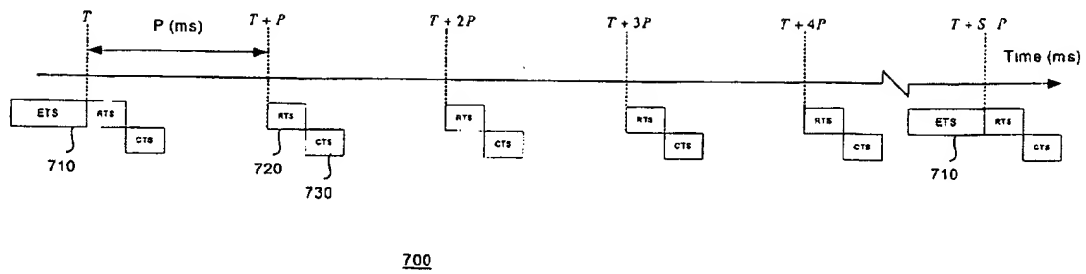 T
P (ms)
T + P
T + 2P
T + 3P
T + 4P
T + S P
Time (ms)
ETS
RTS
CTS
710
RTS
CTS
720
730
RTS
CTS
RTS
CTS
RTS
CTS
ETS
RTS
CTS
710
700